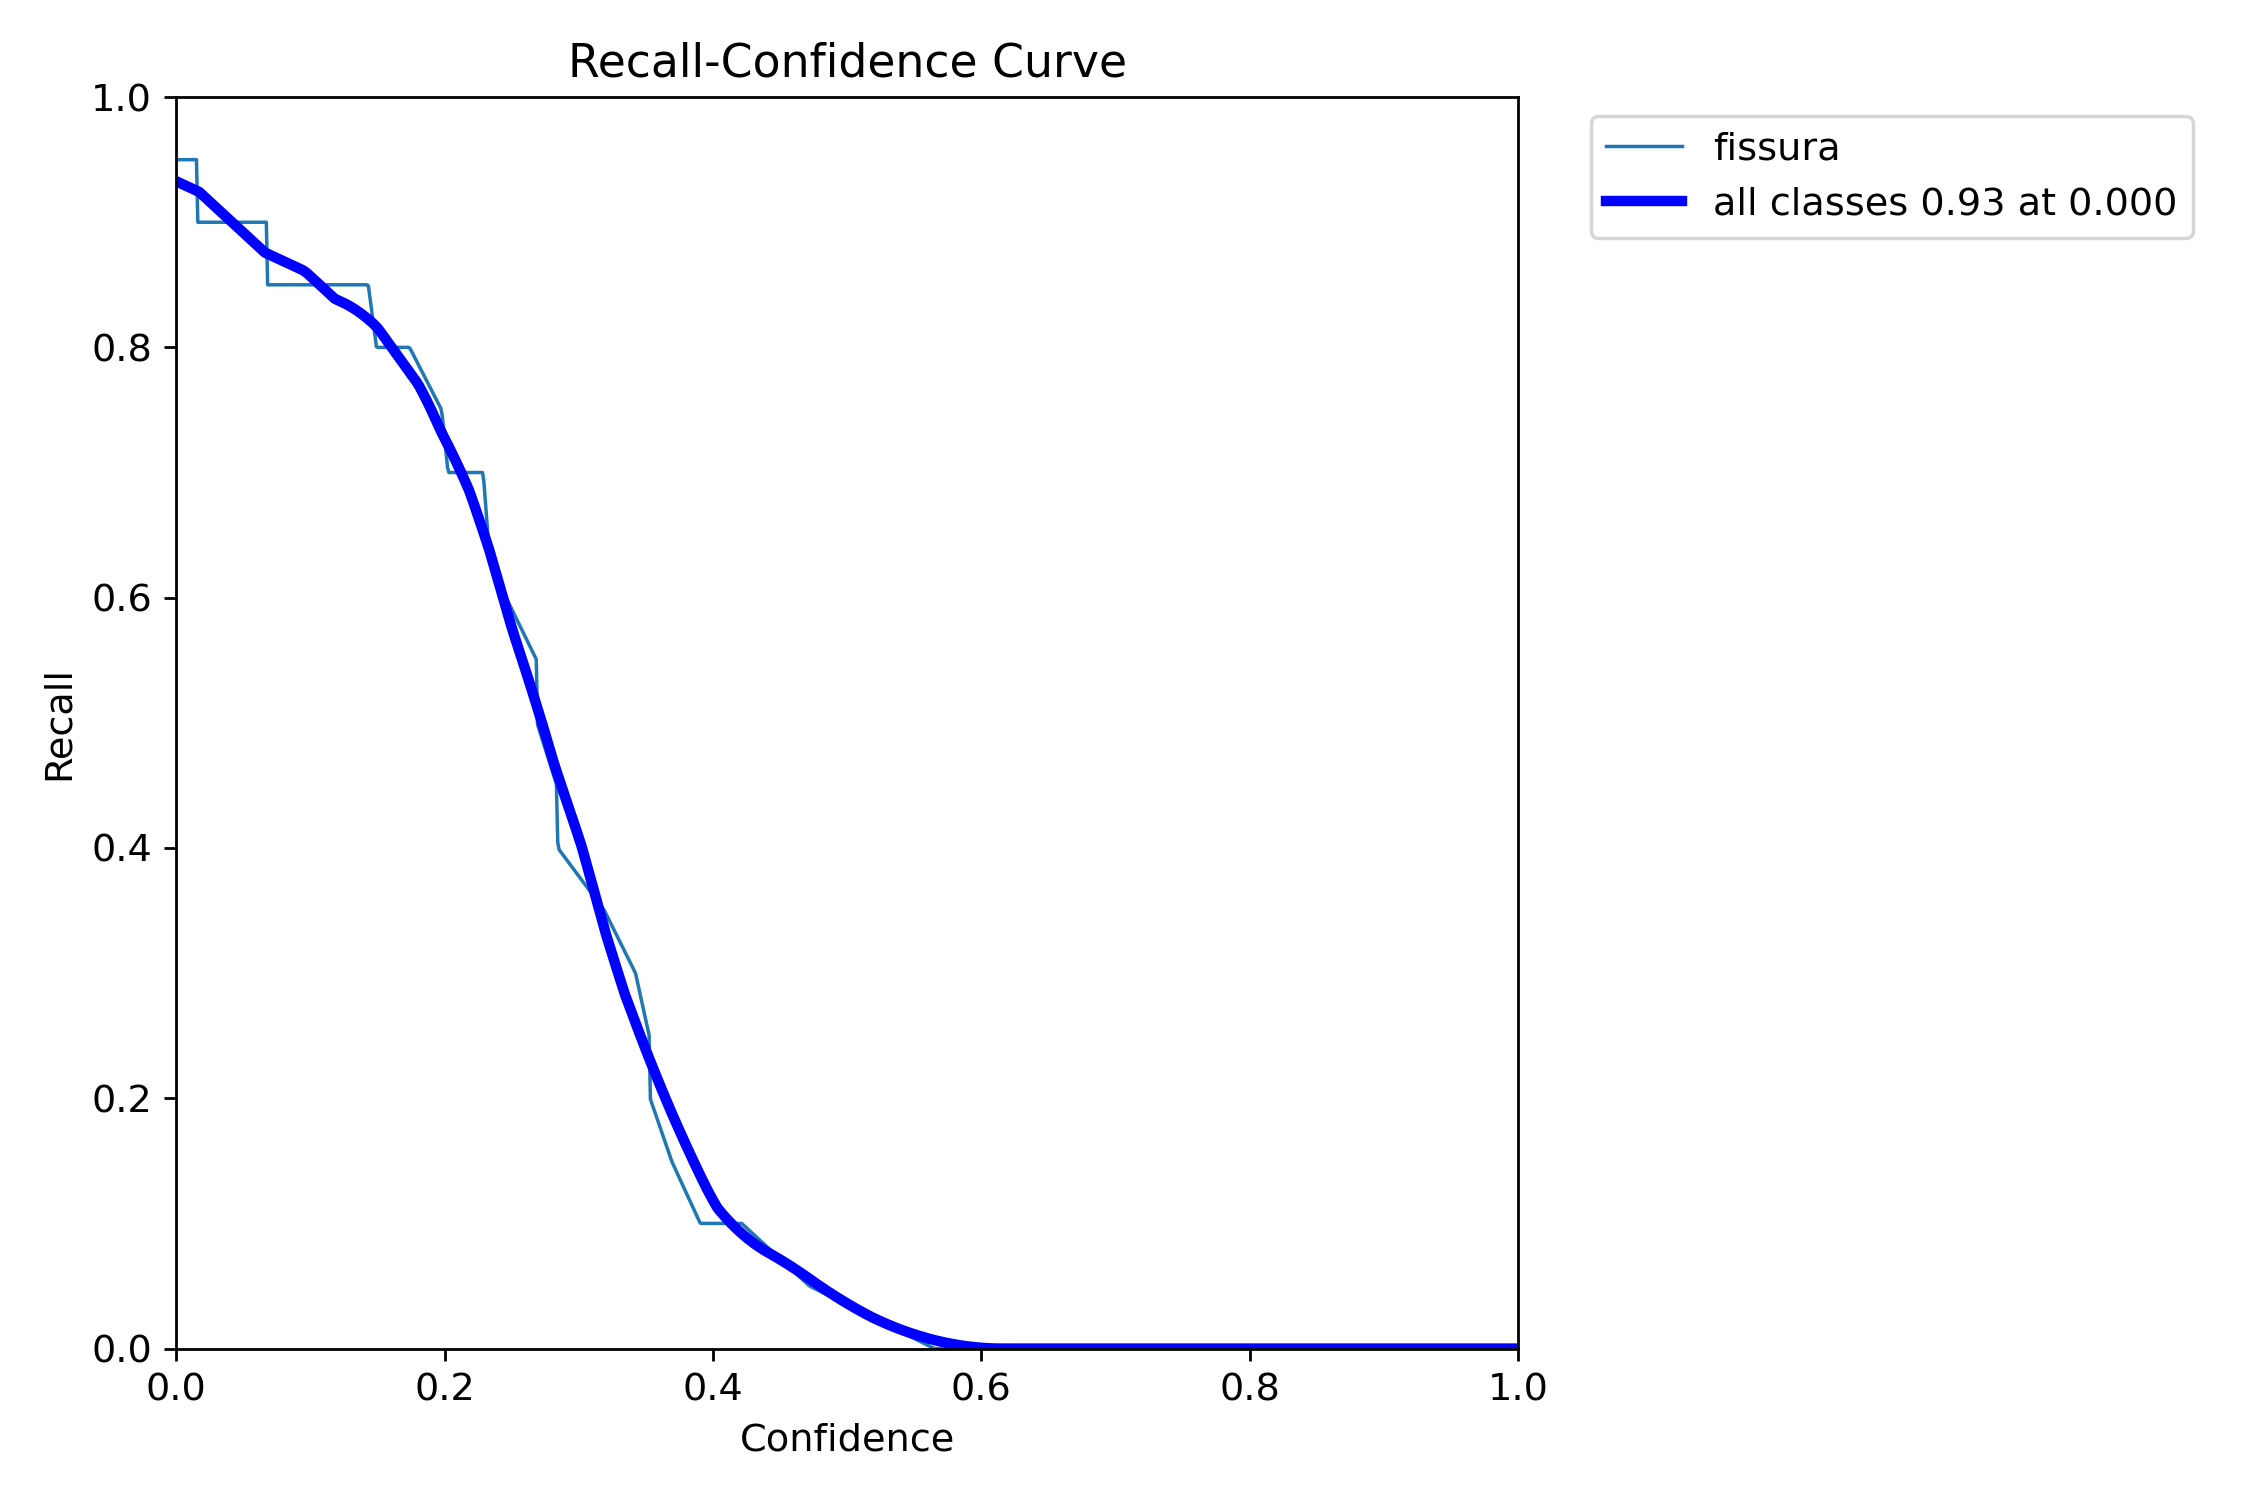 Recall-Confidence Curve
1.0
0.8
0.6
0.4
0.2
0.0
Recall
0.0 0.2 0.4 0.6 0.8 1.0
Confidence
fissura
all classes 0.93 at 0.000